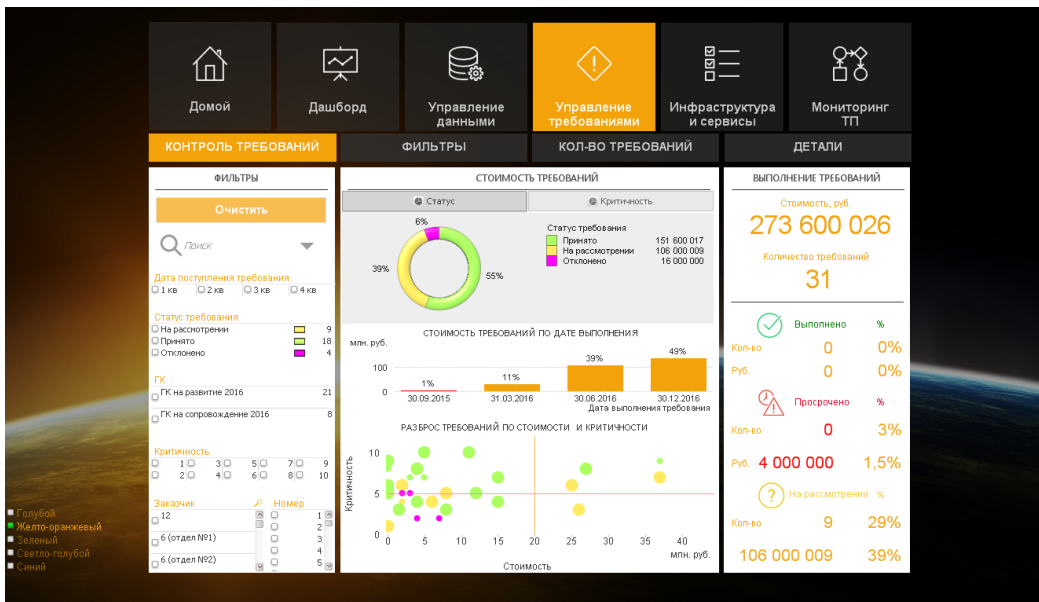 Домой
Дашборд
Управление
данными
Управление
требованиями
Инфраструктура
и сервисы
Мониторинг
ТП
КОНТРОЛЬ ТРЕБОВАНИЙ
ФИЛЬТРЫ
КОЛ-ВО ТРЕБОВАНИЙ
ДЕТАЛИ
ФИЛЬТРЫ
Очистить
Поиск
Дата поступления требования
1 кв 2 кв 3 кв 4 кв
Статус требования
На рассмотрении 9
Принято 18
Отклонено 4
ГК
ГК на развитие 2016 21
ГК на сопровождение 2016 8
Критичность
1 3 5 7 9
2 4 6 8 10
Заказчик Номер
12 1
2
6 (отдел №1) 3
4
6 (отдел №2) 5
СТОИМОСТЬ ТРЕБОВАНИЙ
Статус Критичность
6%
39%
55%
Статус требования
Принято 151 600 017
На рассмотрении 106 000 009
Отклонено 16 000 000
СТОИМОСТЬ ТРЕБОВАНИЙ ПО ДАТЕ ВЫПОЛНЕНИЯ
млн. руб.
100
0
1% 11% 39% 49%
30.09.2015 31.03.2016 30.06.2016 30.12.2016
Дата выполнения требования
РАЗБРОС ТРЕБОВАНИЙ ПО СТОИМОСТИ И КРИТИЧНОСТИ
Критичность
10
5
0
0 5 10 15 20 25 30 35 40
млн. руб.
Стоимость
ВЫПОЛНЕНИЕ ТРЕБОВАНИЙ
Стоимость, руб.
273 600 026
Количество требований
31
Выполнено %
Кол-во 0 0%
Руб. 0 0%
Просрочено %
Кол-во 0 3%
Руб. 4 000 000 1,5%
На рассмотрении %
Кол-во 9 29%
106 000 009 39%
Голубой
Желто-оранжевый
Зеленый
Светло-голубой
Синий